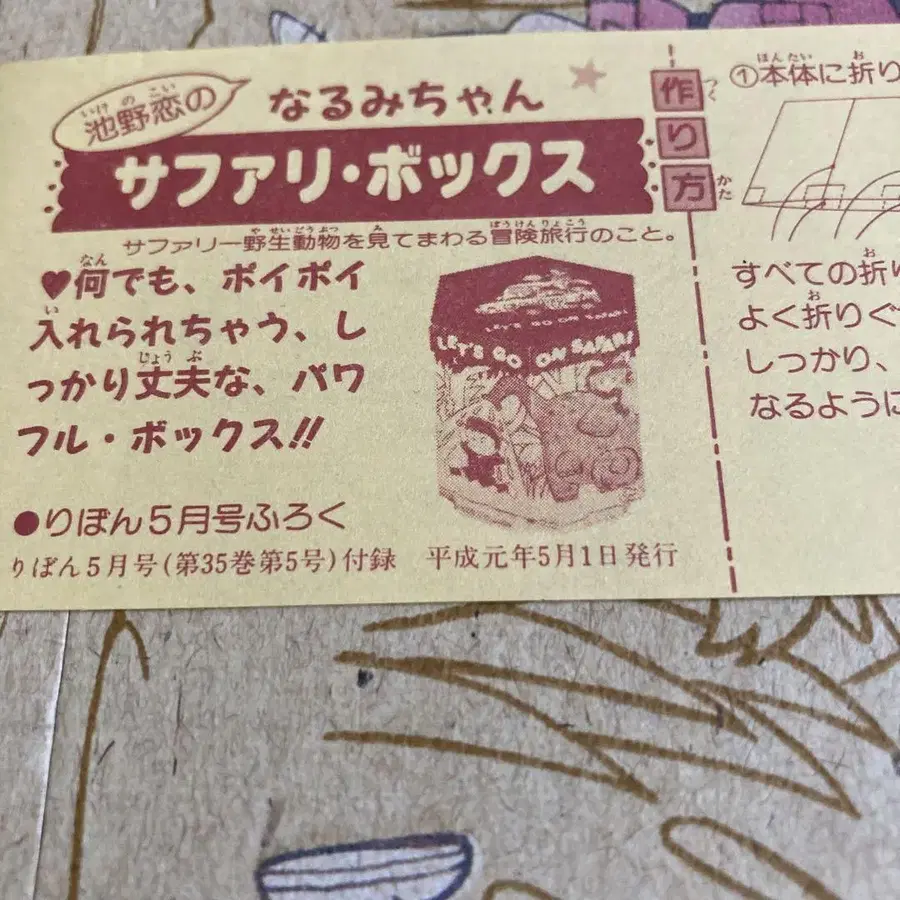 池野恋の
なるみちゃん
サファリ・ボックス
サファリー野生動物を見てまわる冒険旅行のこと。
♥何でも、ポイポイ
入れられちゃう、し
っかり丈夫な、パワ
フル・ボックス!!
LET'S GO ON SAFARI
●りぼん5月号ふろく
りぼん5月号(第35巻第5号)付録 平成元年5月1日発行
作り方
①本体に折り
すべての折り
よく折りぐ
しっかり、
なるように